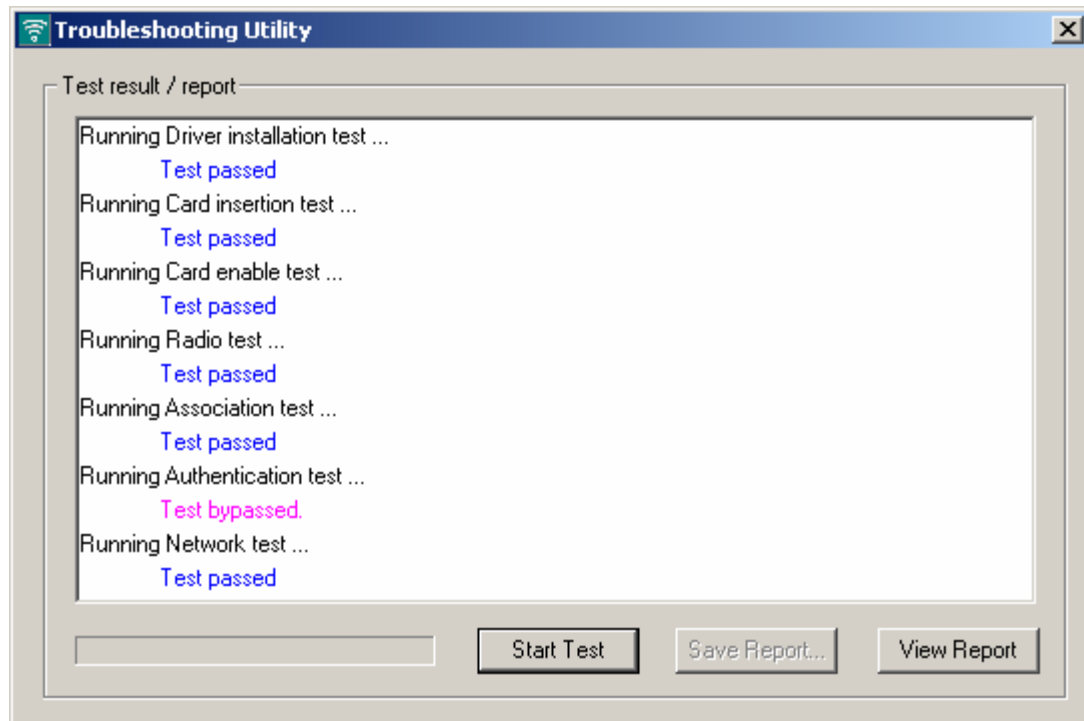 Troubleshooting Utility
Test result / report
Running Driver installation test ...
Test passed
Running Card insertion test ...
Test passed
Running Card enable test ...
Test passed
Running Radio test ...
Test passed
Running Association test ...
Test passed
Running Authentication test ...
Test bypassed.
Running Network test ...
Test passed
Start Test
Save Report...
View Report